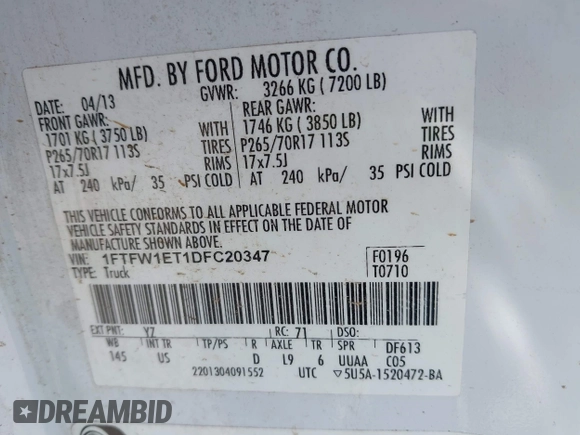 MFD. BY FORD MOTOR CO.
DATE: 04/13 GVWR: 3266 KG ( 7200 LB)
FRONT GAWR: REAR GAWR:
1701 KG ( 3750 LB) WITH 1746 KG ( 3850 LB) WITH
P265/70R17 113S TIRES P265/70R17 113S TIRES
17x7.5J RIMS 17x7.5J RIMS
AT 240 kPa/ 35 PSI COLD AT 240 kPa/ 35 PSI COLD
THIS VEHICLE CONFORMS TO ALL APPLICABLE FEDERAL MOTOR
VEHICLE SAFETY STANDARDS IN EFFECT ON THE DATE OF
MANUFACTURE SHOWN ABOVE.
VIN: 1FTFW1ET1DFC20347 F0196
TYPE: Truck T0710
EXT PNT: YZ RC: 71 DSO:
WB INT TR TP/PS R AXLE TR SPR DF613
145 US D L9 6 UUAA C05
2201304091552 UTC ▽5U5A-1520472-BA
DREAMBID